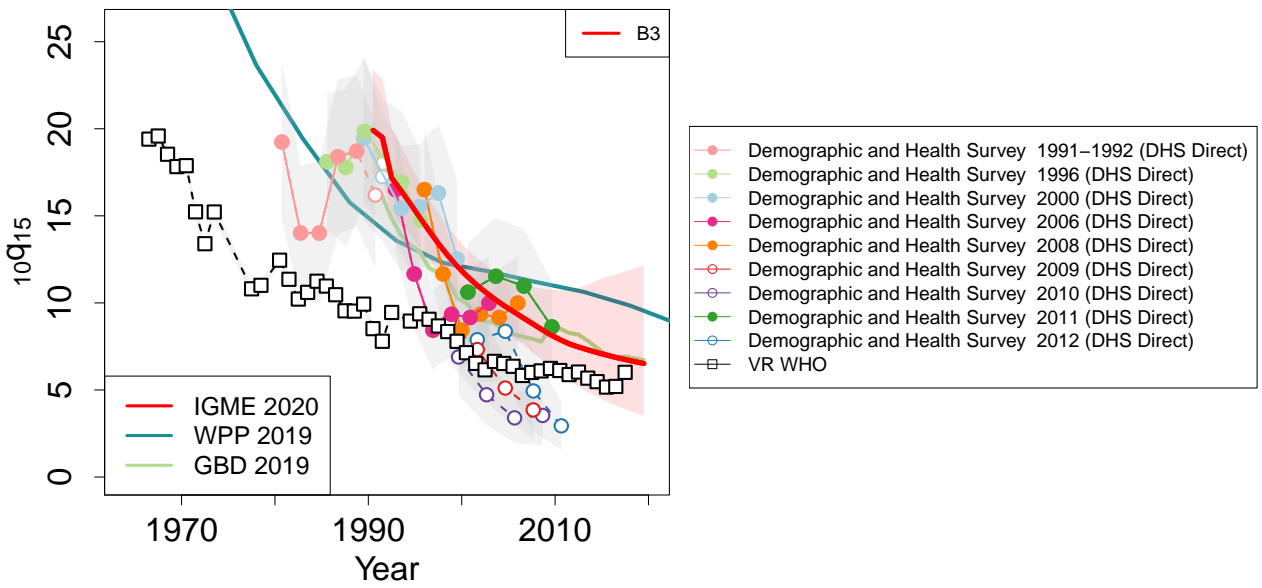 25
20
15
10
5
0
10q15
1970
1990
2010
Year
B3
IGME 2020
WPP 2019
GBD 2019
Demographic and Health Survey 1991–1992 (DHS Direct)
Demographic and Health Survey 1996 (DHS Direct)
Demographic and Health Survey 2000 (DHS Direct)
Demographic and Health Survey 2006 (DHS Direct)
Demographic and Health Survey 2008 (DHS Direct)
Demographic and Health Survey 2009 (DHS Direct)
Demographic and Health Survey 2010 (DHS Direct)
Demographic and Health Survey 2011 (DHS Direct)
Demographic and Health Survey 2012 (DHS Direct)
VR WHO